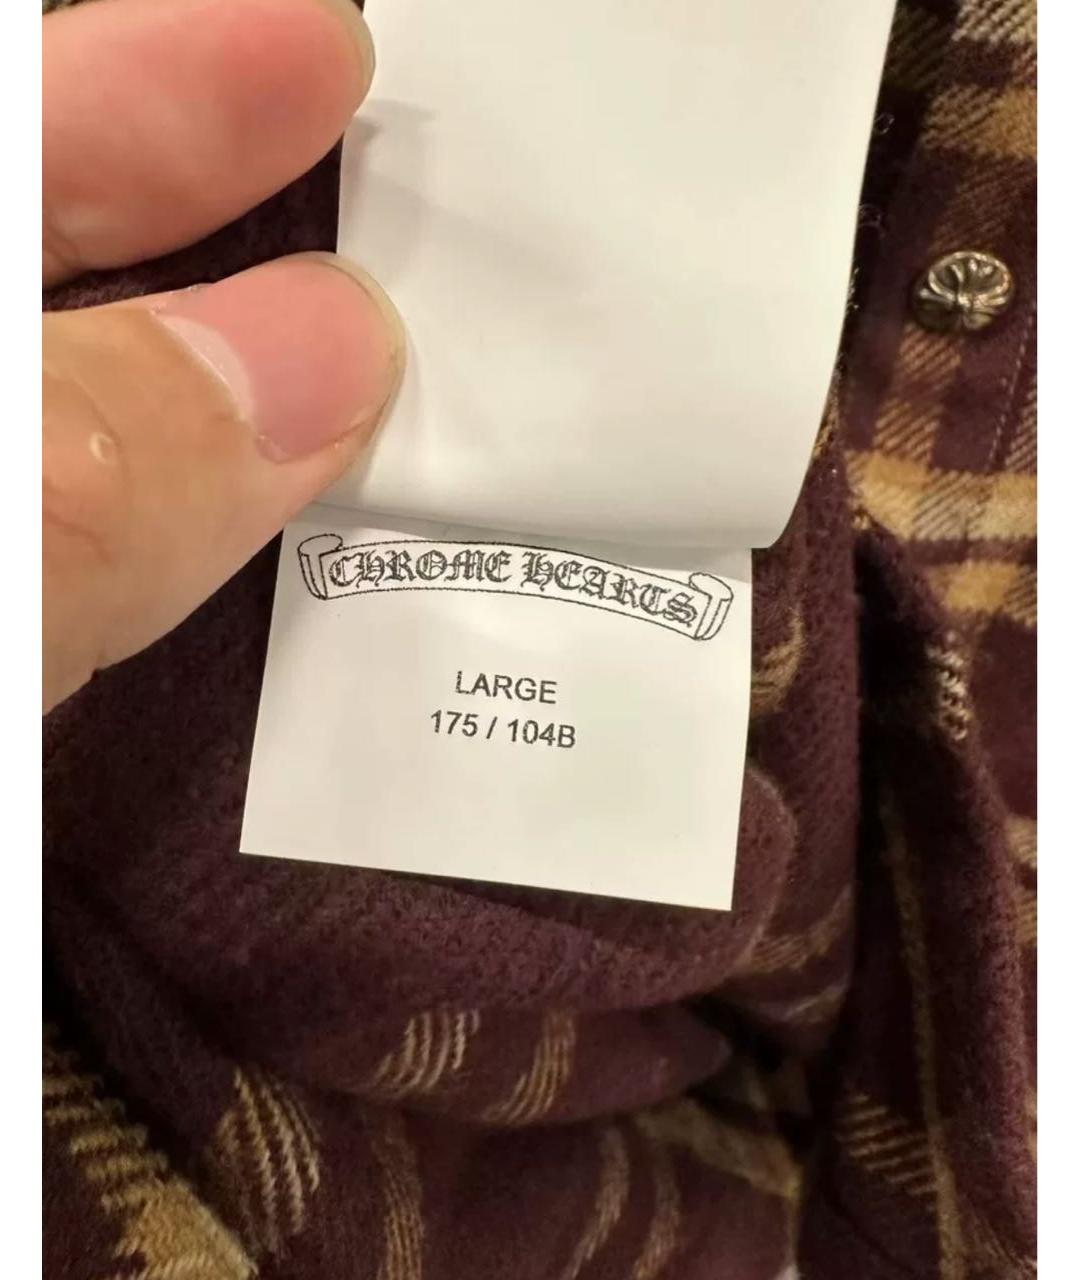 CHROME HEARTS
LARGE
175 / 104B